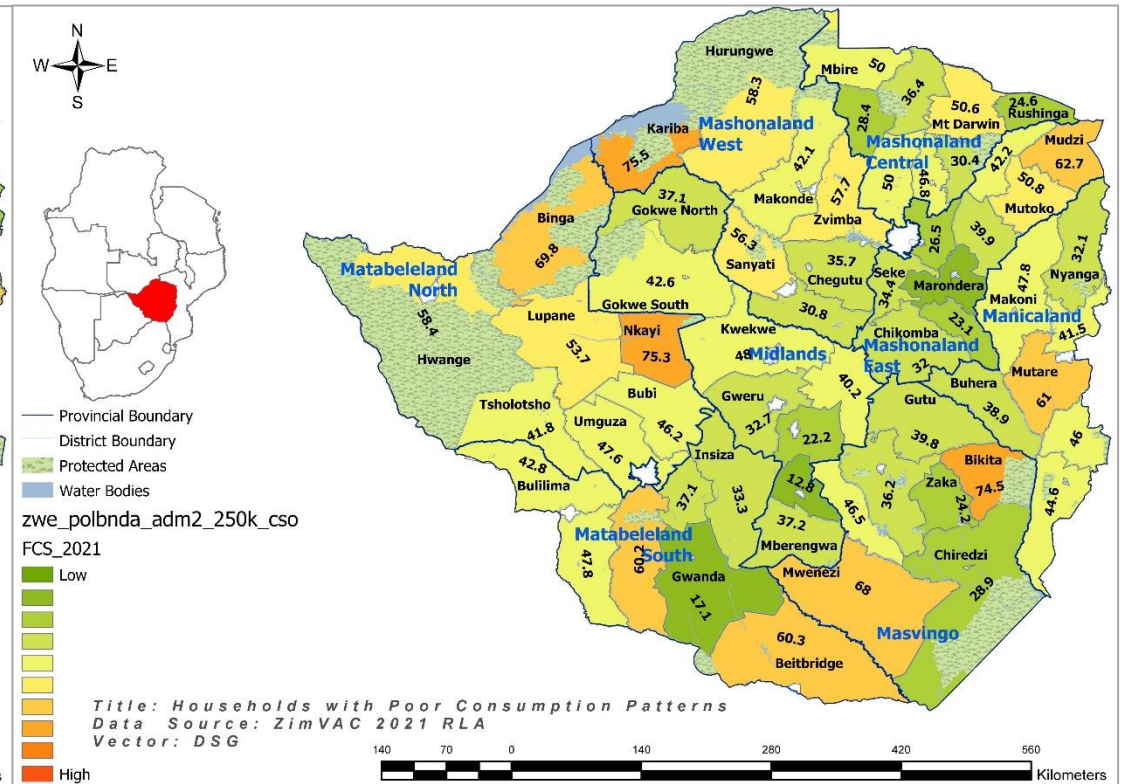 N
W E
S
Provincial Boundary
District Boundary
Protected Areas
Water Bodies
zwe_polbnda_adm2_250k_cso
FCS_2021
Low
High
Title: Households with Poor Consumption Patterns
Data Source: ZimVAC 2021 RLA
Vector: DSG
140 70 0 140 280 420 560
Kilometers
Hurungwe
58.3
Mbire 50
36.4
28.4
50.6
Mt Darwin
24.6
Rushinga
Kariba
75.5
Mashonaland
West
42.1
Mashonaland
Central
30.4
42.2
Mudzi
62.7
50
46.8
50.8
Mutoko
Makonde
57.7
Zvimba
37.1
Gokwe North
Binga
69.8
56.3
Sanyati
35.7
Chegutu
26.5
39.9
32.1
Nyanga
Matabeleland
North
58.4
Hwange
42.6
Gokwe South
30.8
Seke
34.4
Marondera
23.1
47.8
Makoni
Manicaland
41.5
Lupane
53.7
Nkayi
75.3
Kwekwe
48
Midlands
40.2
Chikomba
Mashonaland
East
32
Mutare
61
Buhera
38.9
Tsholotsho
41.8
Bubi
46.2
Umguza
47.6
Gweru
32.7
22.2
Gutu
39.8
46
42.8
Bulilima
Insiza
37.1
33.3
46.5
36.2
Zaka
24.2
Bikita
74.5
44.6
37.2
Mberengwa
Matabeleland
South
47.8
60.2
Gwanda
17.1
Mwenezi
68
Chiredzi
28.9
Masvingo
60.3
Beitbridge